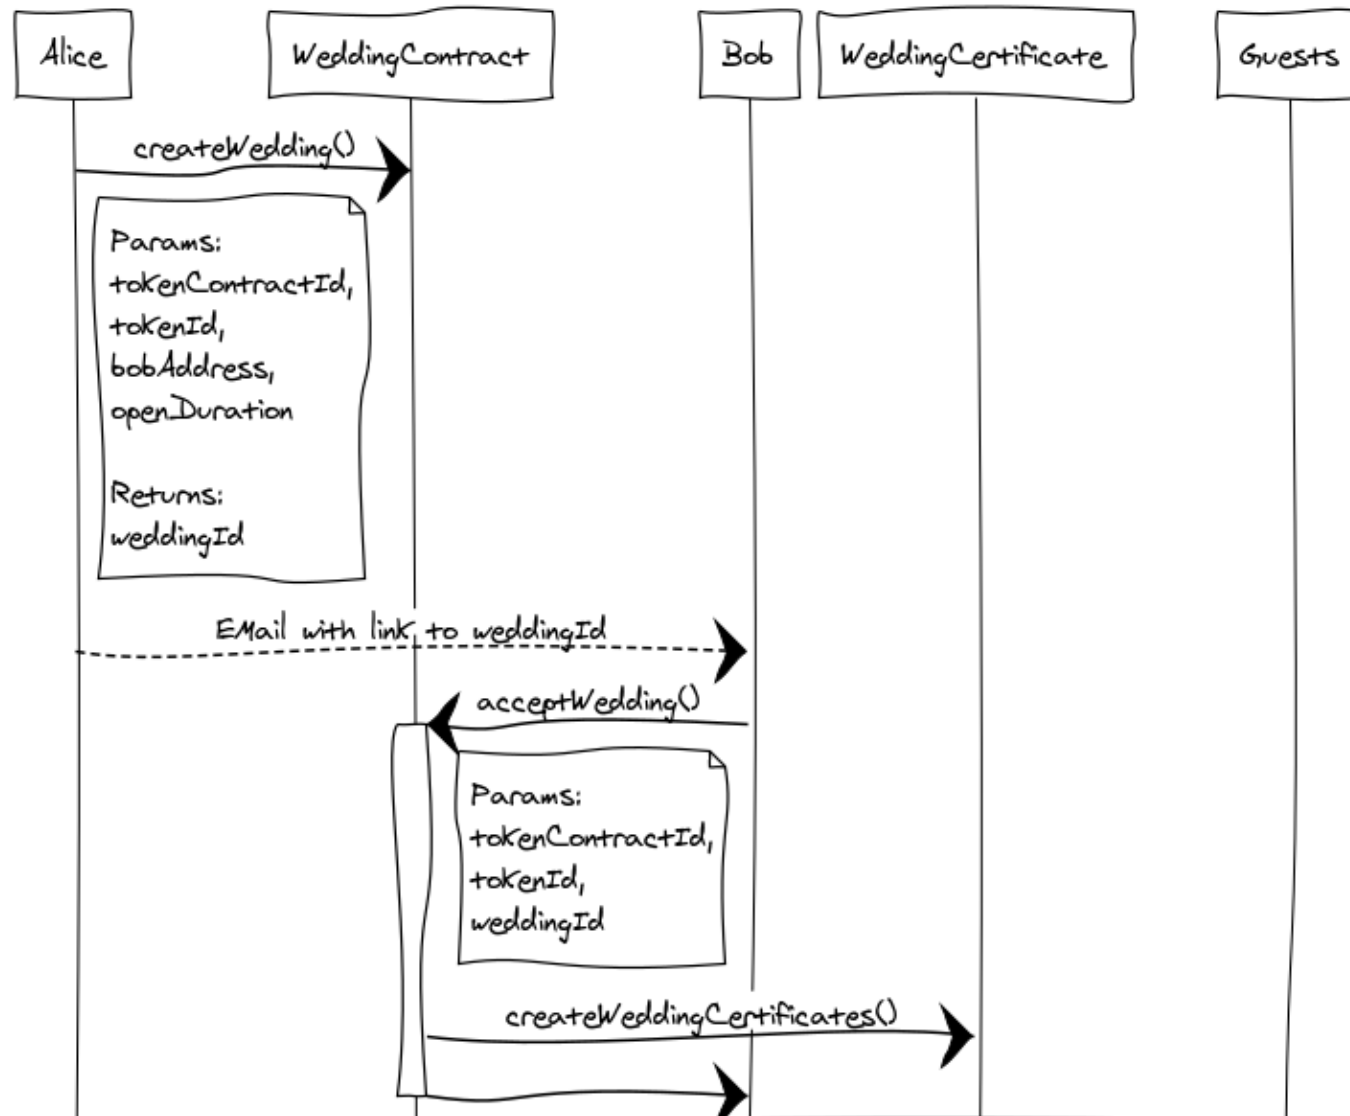 Alice
WeddingContract
Bob
WeddingCertificate
Guests
createWedding()
Params:
tokenContractId,
tokenId,
bobAddress,
openDuration
Returns:
weddingId
EMail with link to weddingId
acceptWedding()
Params:
tokenContractId,
tokenId,
weddingId
createWeddingCertificates()